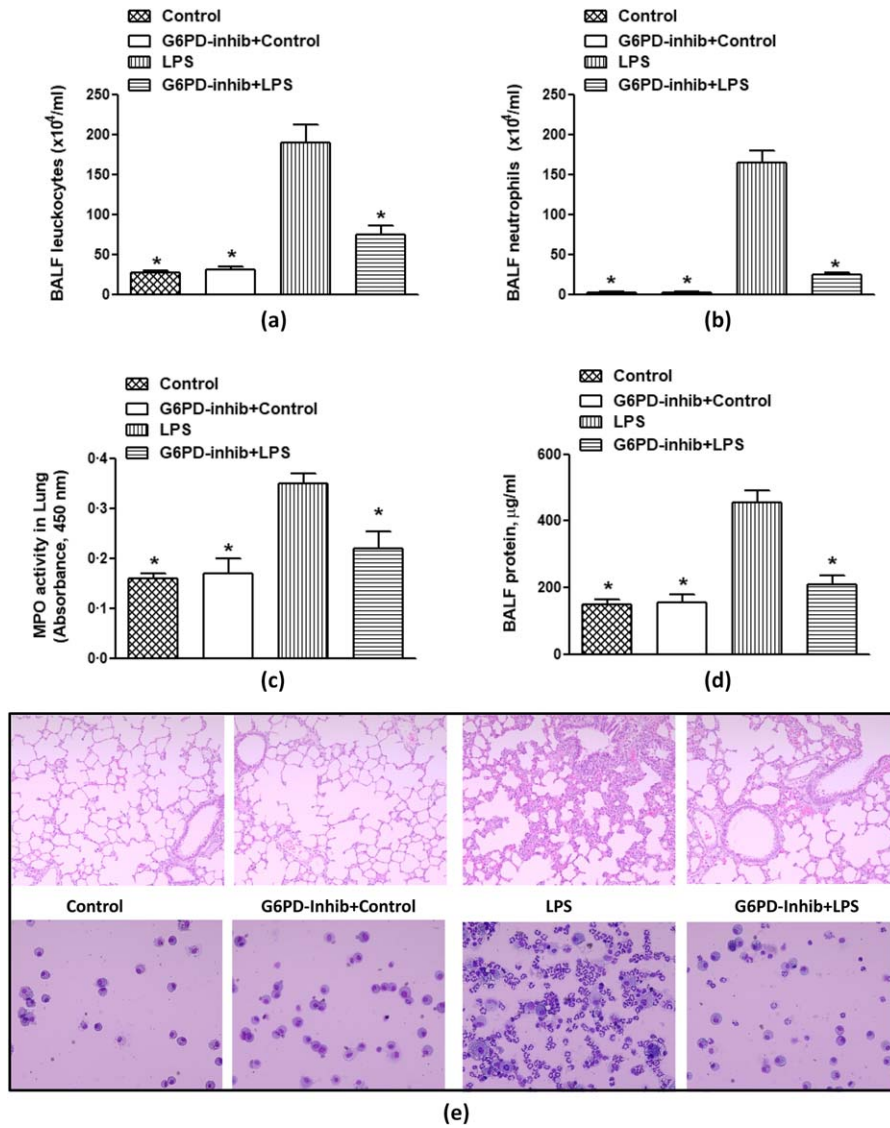 Control
G6PD-inhib+Control
LPS
G6PD-inhib+LPS
BALF leuckocytes (x10⁴/ml)
250
200
150
100
50
0
*
*
*
(a)
Control
G6PD-inhib+Control
LPS
G6PD-inhib+LPS
BALF neutrophils (x10⁴/ml)
250
200
150
100
50
0
*
*
*
(b)
Control
G6PD-inhib+Control
LPS
G6PD-inhib+LPS
MPO activity in Lung
(Absorbance, 450 nm)
0·4
0·3
0·2
0·1
0·0
*
*
*
(c)
Control
G6PD-inhib+Control
LPS
G6PD-inhib+LPS
BALF protein, µg/ml
600
400
200
0
*
*
*
(d)
Control
G6PD-Inhib+Control
LPS
G6PD-Inhib+LPS
(e)